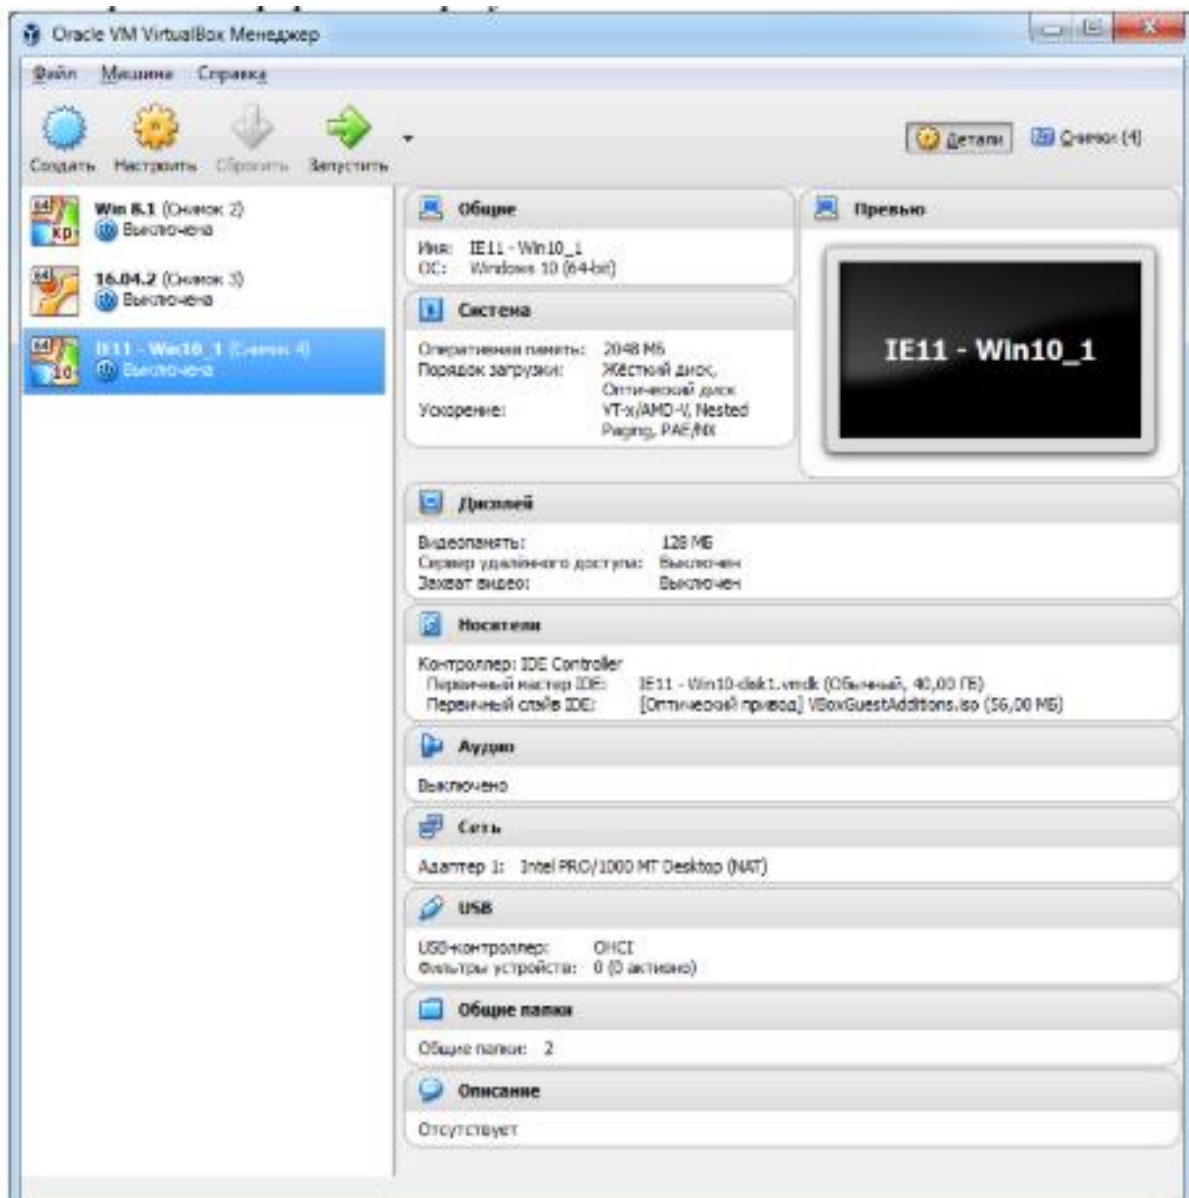 Oracle VM VirtualBox Менеджер
Файл Машина Справка
Создать Настроить Сбросить Запустить
Детали Снимки (4)
Win 8.1 (Снимок 2)
Выключена
16.04.2 (Снимок 3)
Выключена
IE11 - Win10_1 (Снимок 4)
Выключена
Общие
Имя: IE11 - Win10_1
ОС: Windows 10 (64-bit)
Система
Оперативная память: 2048 МБ
Порядок загрузки: Жёсткий диск,
Оптический диск
Ускорение: VT-x/AMD-V, Nested
Paging, PAE/NX
Превью
IE11 - Win10_1
Дисплей
Видеопамять: 128 МБ
Сервер удалённого доступа: Выключен
Захват видео: Выключен
Носители
Контроллер: IDE Controller
Первичный мастер IDE: IE11 - Win10-disk1.vmdk (Обычный, 40,00 ГБ)
Первичный слэйв IDE: [Оптический привод] VBoxGuestAdditions.iso (56,00 МБ)
Аудио
Выключено
Сеть
Адаптер 1: Intel PRO/1000 MT Desktop (NAT)
USB
USB-контроллер: OHCI
Фильтры устройств: 0 (0 активно)
Общие папки
Общие папки: 2
Описание
Отсутствует